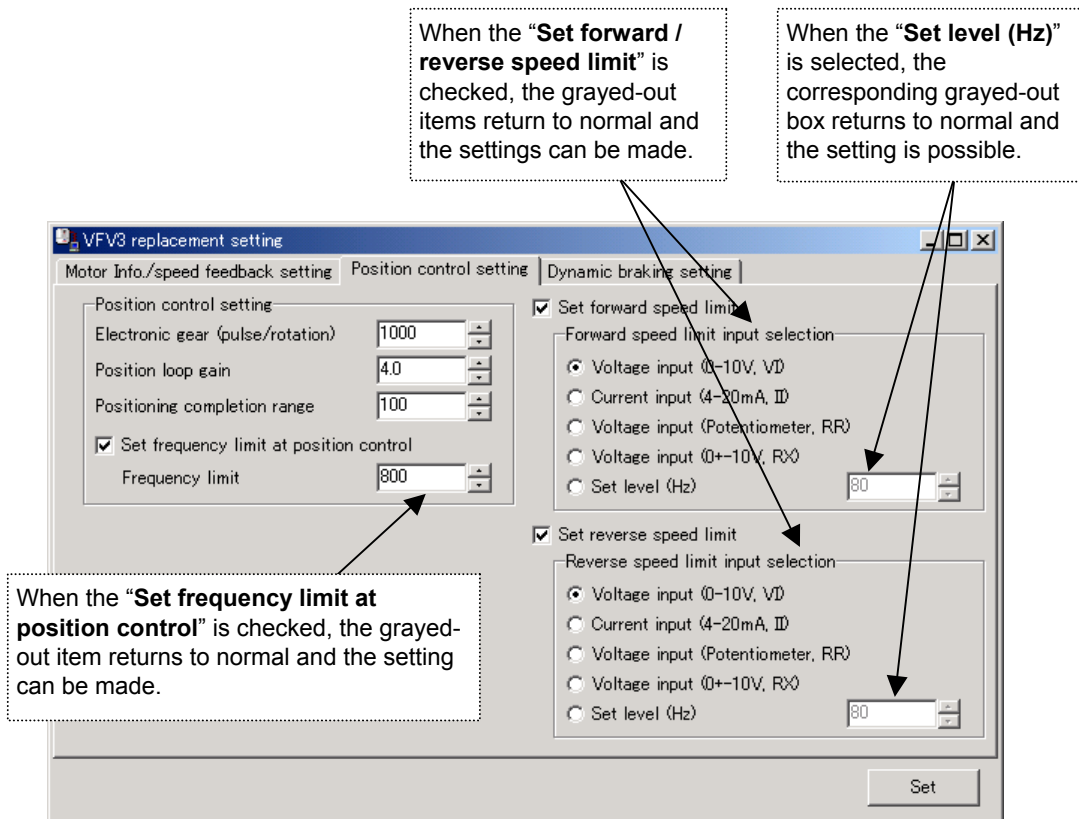 When the “Set forward /
reverse speed limit” is
checked, the grayed-out
items return to normal and
the settings can be made.
When the “Set level (Hz)”
is selected, the
corresponding grayed-out
box returns to normal and
the setting is possible.
VFV3 replacement setting
Motor Info./speed feedback setting
Position control setting
Dynamic braking setting
Position control setting
Electronic gear (pulse/rotation) 1000
Position loop gain 4.0
Positioning completion range 100
Set frequency limit at position control
Frequency limit 800
Set forward speed limit
Forward speed limit input selection
Voltage input (0-10V, VI)
Current input (4-20mA, II)
Voltage input (Potentiometer, RR)
Voltage input (0+-10V, RX)
Set level (Hz) 80
Set reverse speed limit
Reverse speed limit input selection
Voltage input (0-10V, VI)
Current input (4-20mA, II)
Voltage input (Potentiometer, RR)
Voltage input (0+-10V, RX)
Set level (Hz) 80
When the “Set frequency limit at
position control” is checked, the grayed-
out item returns to normal and the setting
can be made.
Set